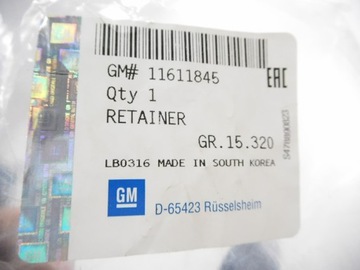 GM# 11611845
EAC
Qty 1
RETAINER
GR.15.320
LB0316 MADE IN SOUTH KOREA
GM
D-65423 Rüsselsheim